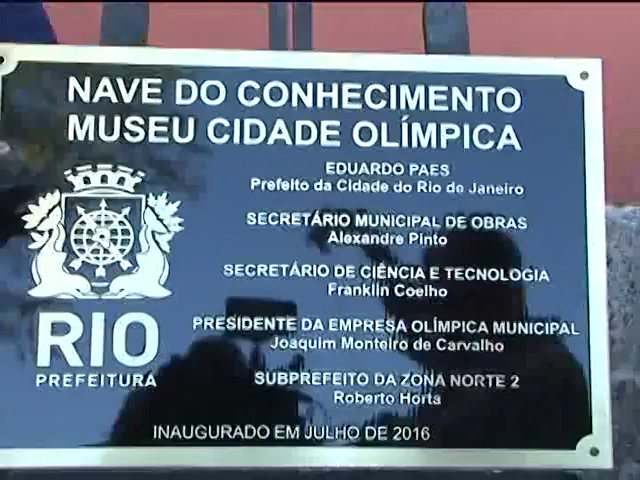 NAVE DO CONHECIMENTO
MUSEU CIDADE OLÍMPICA
EDUARDO PAES
Prefeito da Cidade do Rio de Janeiro
SECRETÁRIO MUNICIPAL DE OBRAS
Alexandre Pinto
SECRETÁRIO DE CIÊNCIA E TECNOLOGIA
Franklin Coelho
PRESIDENTE DA EMPRESA OLÍMPICA MUNICIPAL
Joaquim Monteiro de Carvalho
SUBPREFEITO DA ZONA NORTE 2
Roberto Horta
RIO
PREFEITURA
INAUGURADO EM JULHO DE 2016